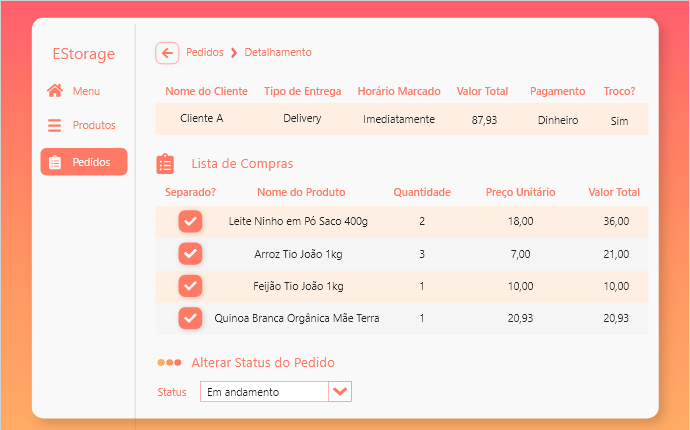 EStorage
Menu
Produtos
Pedidos
Pedidos Detalhamento
Nome do Cliente Tipo de Entrega Horário Marcado Valor Total Pagamento Troco?
Cliente A Delivery Imediatamente 87,93 Dinheiro Sim
Lista de Compras
Separado? Nome do Produto Quantidade Preço Unitário Valor Total
Leite Ninho em Pó Saco 400g 2 18,00 36,00
Arroz Tio João 1kg 3 7,00 21,00
Feijão Tio João 1kg 1 10,00 10,00
Quinoa Branca Orgânica Mãe Terra 1 20,93 20,93
Alterar Status do Pedido
Status Em andamento